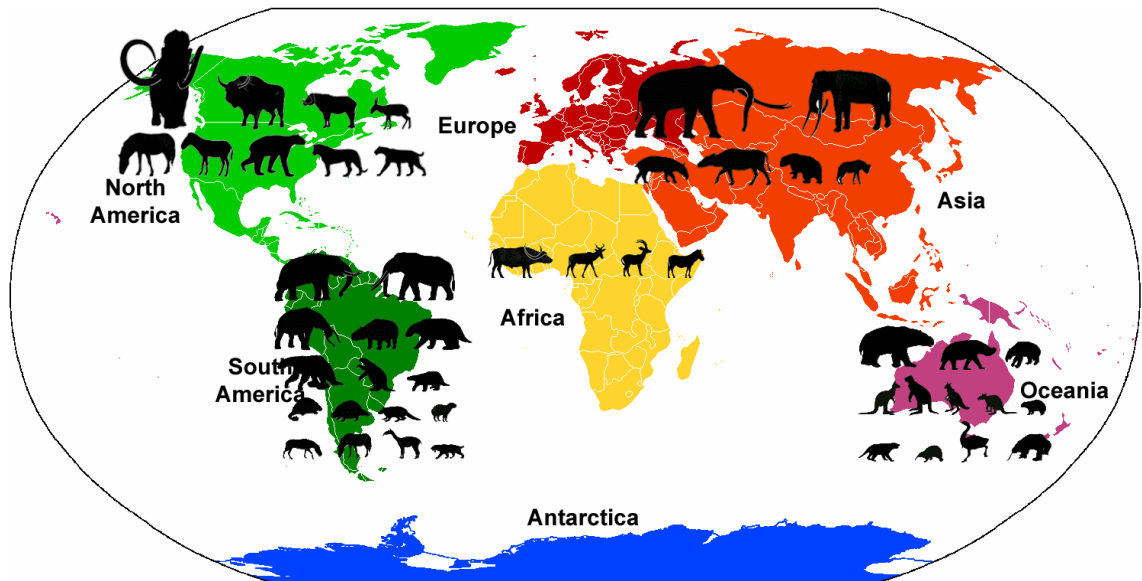 Europe
North
America
Asia
Africa
South
America
Oceania
Antarctica